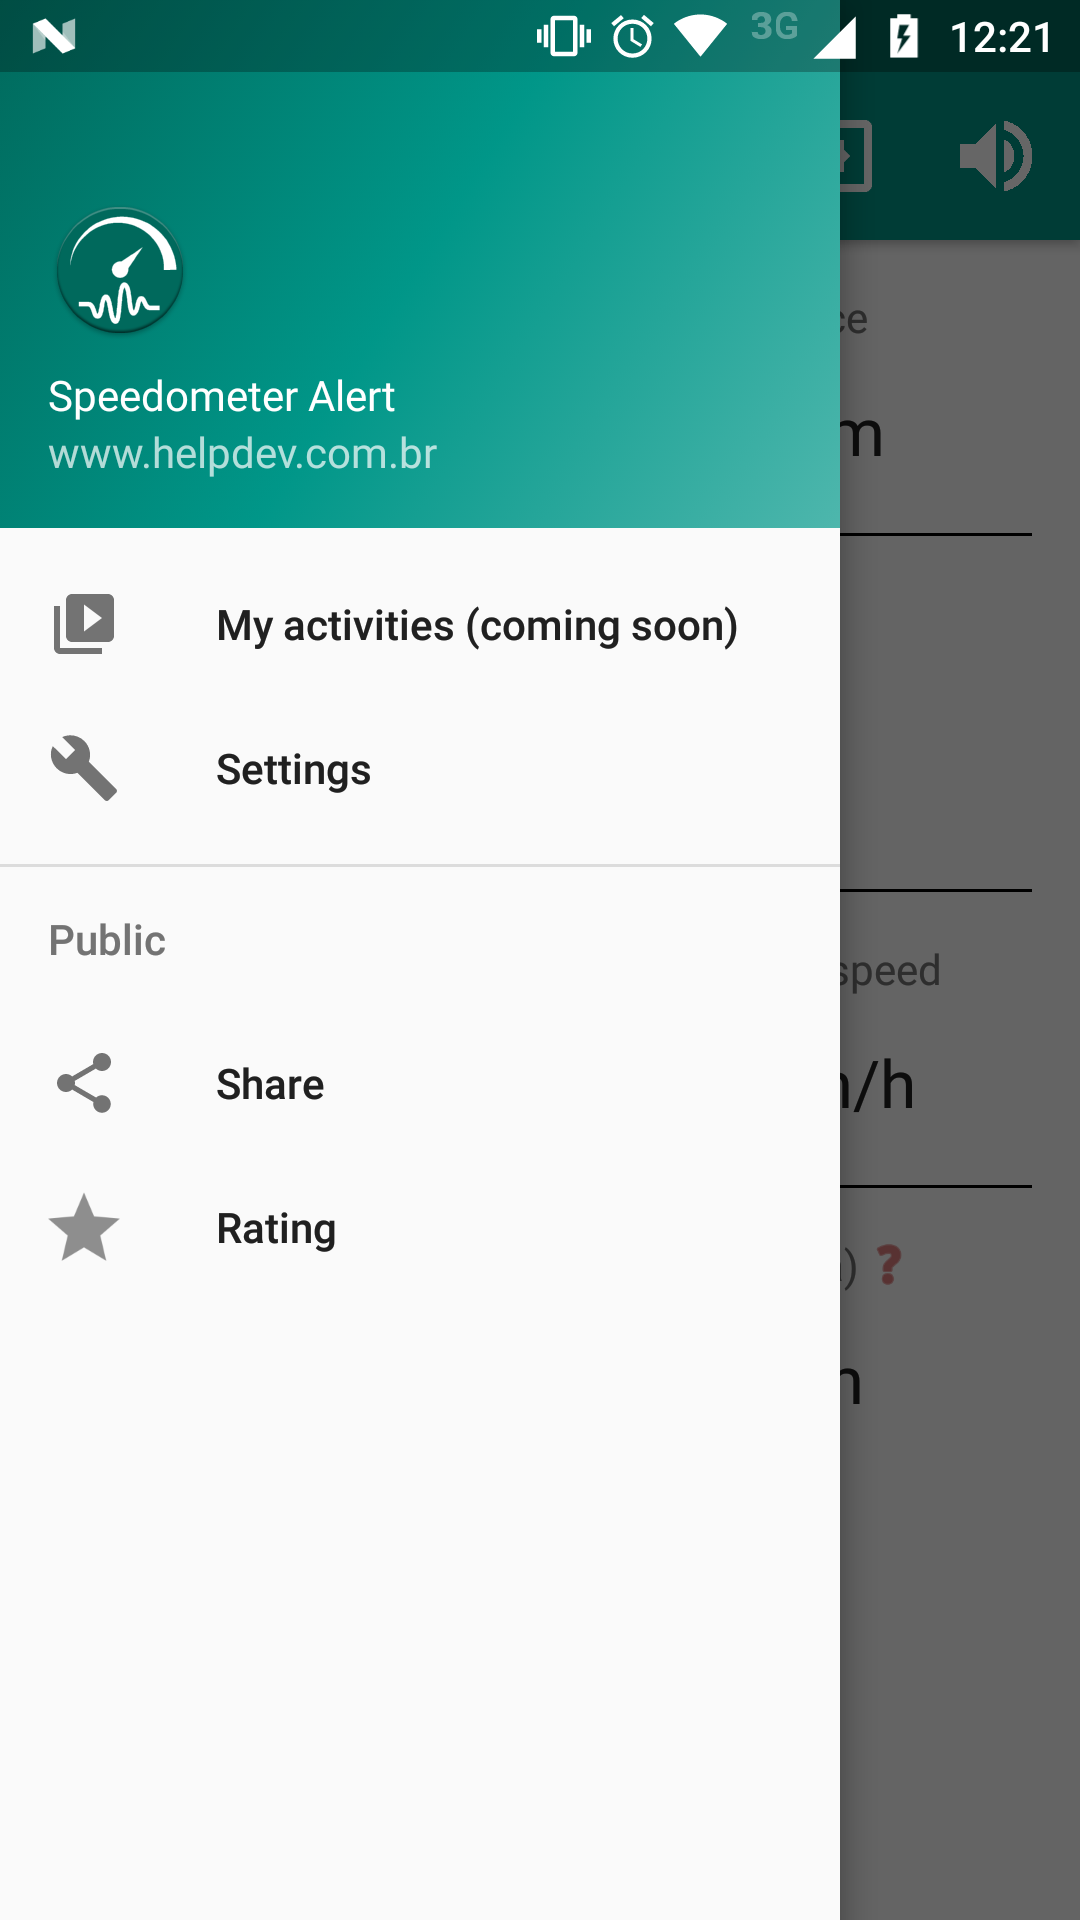 3G 12:21
Speedometer Alert
www.helpdev.com.br
My activities (coming soon)
Settings
Public
Share
Rating
ce
m
speed
/h
) ?